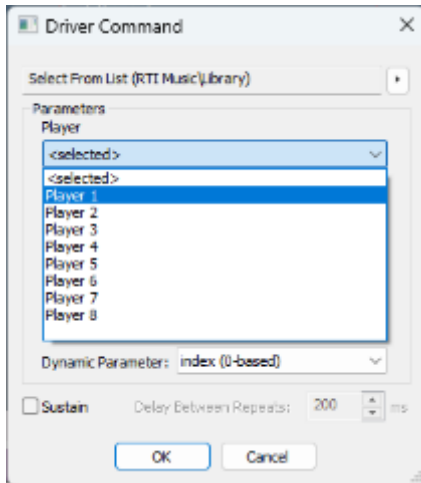 Driver Command
Select From List (RTI Music\Library)
Parameters
Player
<selected>
<selected>
Player 1
Player 2
Player 3
Player 4
Player 5
Player 6
Player 7
Player 8
Dynamic Parameter: index (0-based)
Sustain Delay Between Repeats: 200 ms
OK Cancel